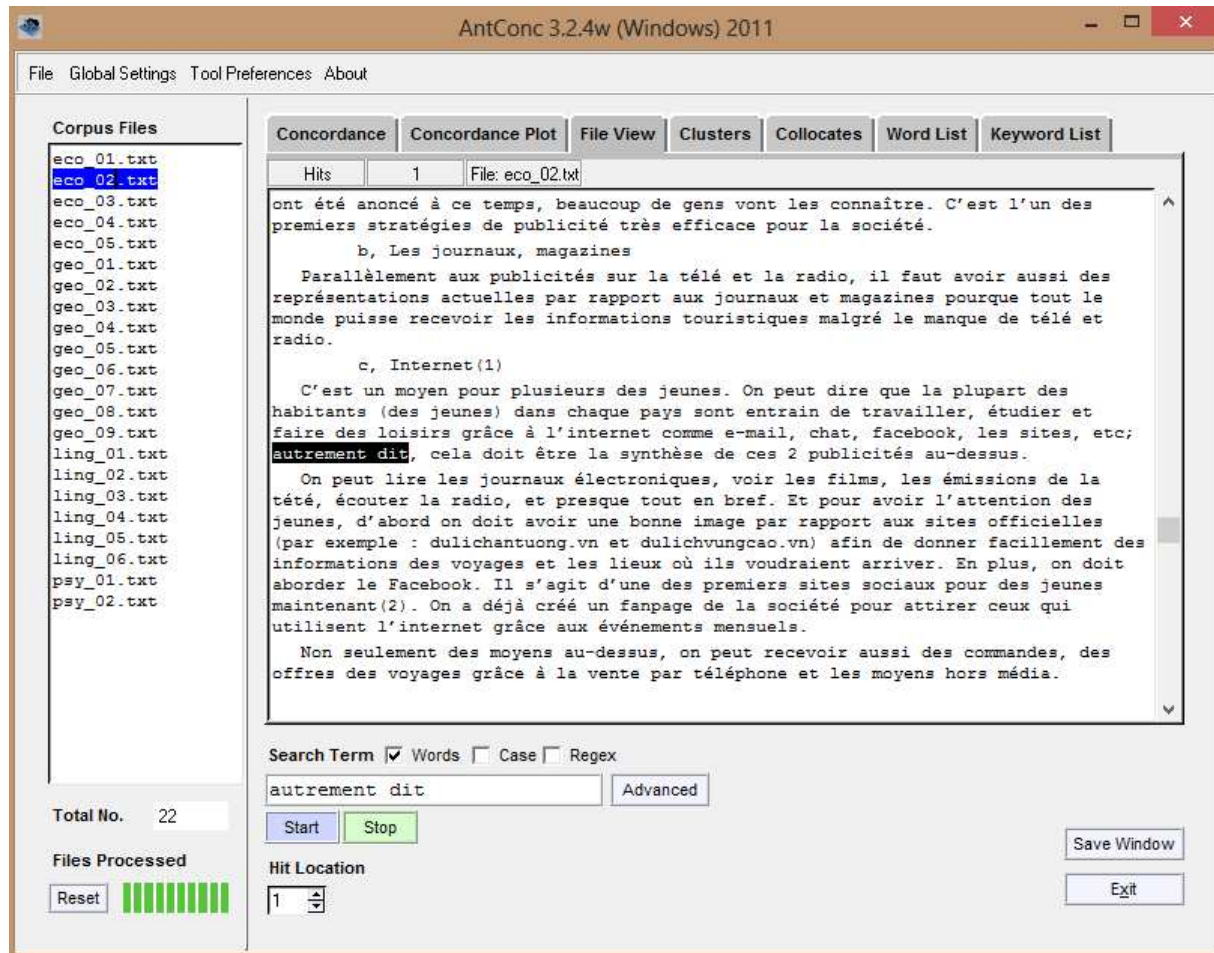 AntConc 3.2.4w (Windows) 2011
File Global Settings Tool Preferences About
Corpus Files
eco_01.txt
eco_02.txt
eco_03.txt
eco_04.txt
eco_05.txt
geo_01.txt
geo_02.txt
geo_03.txt
geo_04.txt
geo_05.txt
geo_06.txt
geo_07.txt
geo_08.txt
geo_09.txt
ling_01.txt
ling_02.txt
ling_03.txt
ling_04.txt
ling_05.txt
ling_06.txt
psy_01.txt
psy_02.txt
Total No. 22
Files Processed
Reset
Concordance Concordance Plot File View Clusters Collocates Word List Keyword List
Hits 1 File: eco_02.txt
ont été anoncé à ce temps, beaucoup de gens vont les connaître. C'est l'un des
premiers stratégies de publicité très efficace pour la société.
b, Les journaux, magazines
Parallèlement aux publicités sur la télé et la radio, il faut avoir aussi des
représentations actuelles par rapport aux journaux et magazines pourque tout le
monde puisse recevoir les informations touristiques malgré le manque de télé et
radio.
c, Internet(1)
C'est un moyen pour plusieurs des jeunes. On peut dire que la plupart des
habitants (des jeunes) dans chaque pays sont entrain de travailler, étudier et
faire des loisirs grâce à l'internet comme e-mail, chat, facebook, les sites, etc;
autrement dit, cela doit être la synthèse de ces 2 publicités au-dessus.
On peut lire les journaux électroniques, voir les films, les émissions de la
tété, écouter la radio, et presque tout en bref. Et pour avoir l'attention des
jeunes, d'abord on doit avoir une bonne image par rapport aux sites officielles
(par exemple : dulichantuong.vn et dulichvungcao.vn) afin de donner facillement des
informations des voyages et les lieux où ils voudraient arriver. En plus, on doit
aborder le Facebook. Il s'agit d'une des premiers sites sociaux pour des jeunes
maintenant(2). On a déjà créé un fanpage de la société pour attirer ceux qui
utilisent l'internet grâce aux événements mensuels.
Non seulement des moyens au-dessus, on peut recevoir aussi des commandes, des
offres des voyages grâce à la vente par téléphone et les moyens hors média.
Search Term Words Case Regex
autrement dit Advanced
Start Stop
Hit Location
1
Save Window
Exit